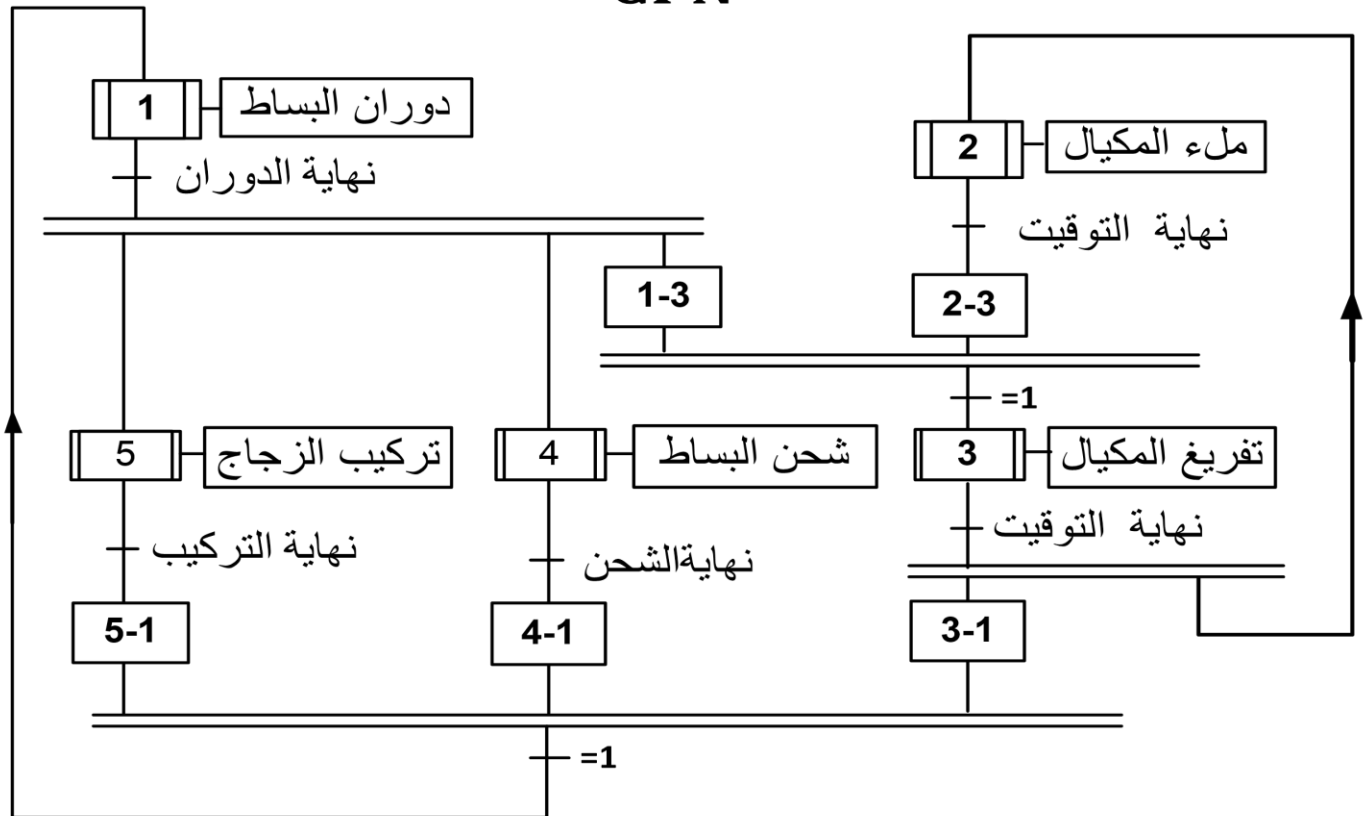 GPN
1
دوران البساط
نهاية الدوران
2
ملء المكيال
نهاية التوقيت
1-3
2-3
=1
5
تركيب الزجاج
4
شحن البساط
3
تفريغ المكيال
نهاية التركيب
نهايةالشحن
نهاية التوقيت
5-1
4-1
3-1
=1